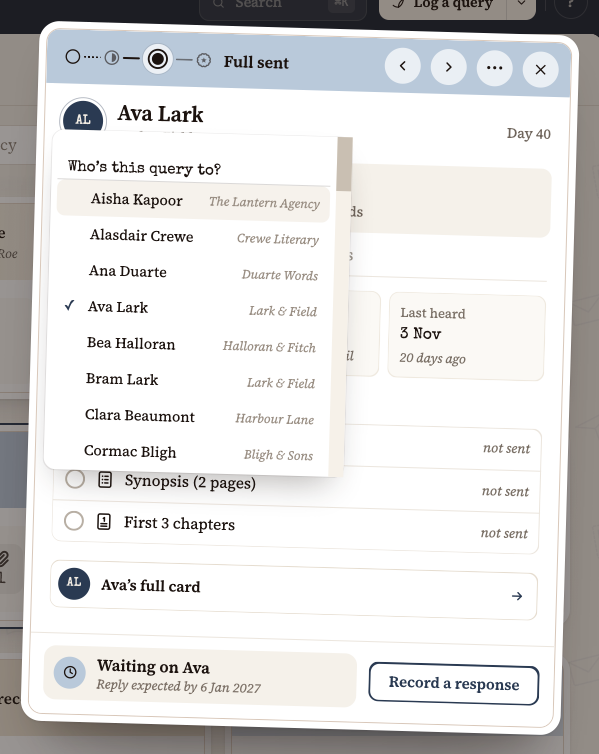 Search
⌘K
Log a query
?
Full sent
AL
Ava Lark
Day 40
Who's this query to?
Aisha Kapoor The Lantern Agency
Alasdair Crewe Crewe Literary
Ana Duarte Duarte Words
✓ Ava Lark Lark & Field
Bea Halloran Halloran & Fitch
Bram Lark Lark & Field
Clara Beaumont Harbour Lane
Cormac Bligh Bligh & Sons
Last heard
3 Nov
20 days ago
not sent
Synopsis (2 pages) not sent
First 3 chapters not sent
AL Ava's full card →
Waiting on Ava
Reply expected by 6 Jan 2027
Record a response
Roe